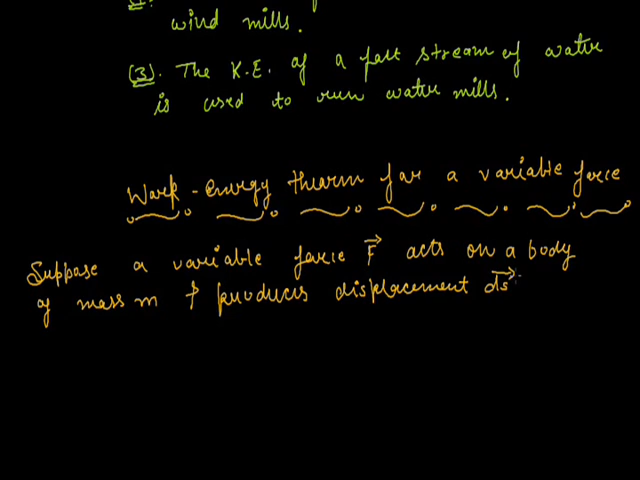 wind mills.
(3). The K.E. of a fast stream of water
is used to run water mills.
Work-energy theorem for a variable force
Suppose a variable force F⃗ acts on a body
of mass m & produces displacement ds⃗